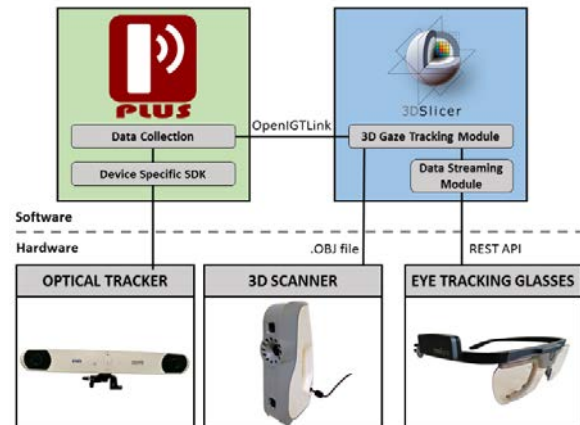 PLUS
3DSlicer
OpenIGTLink
Data Collection
3D Gaze Tracking Module
Device Specific SDK
Data Streaming
Module
Software
Hardware
.OBJ file
REST API
OPTICAL TRACKER
3D SCANNER
EYE TRACKING GLASSES